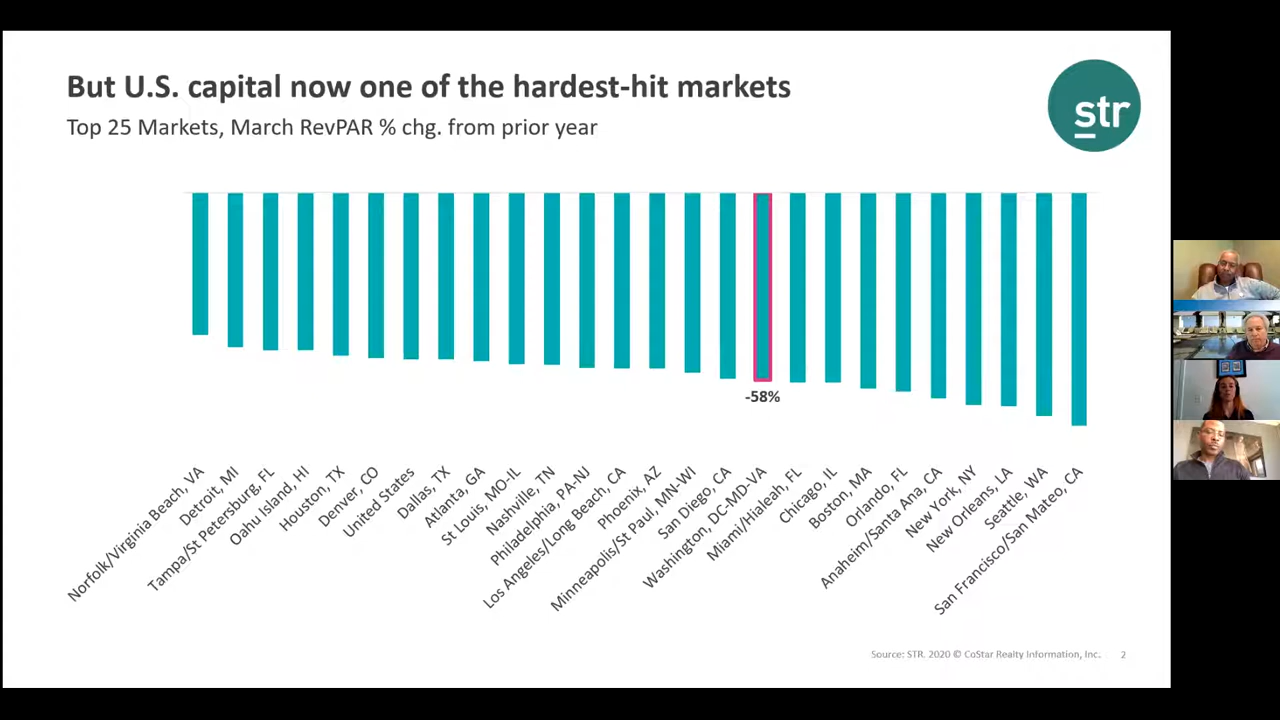 But U.S. capital now one of the hardest-hit markets
Top 25 Markets, March RevPAR % chg. from prior year
str
-58%
Norfolk/Virginia Beach, VA
Detroit, MI
Tampa/St Petersburg, FL
Oahu Island, HI
Houston, TX
Denver, CO
United States
Dallas, TX
Atlanta, GA
St Louis, MO-IL
Nashville, TN
Philadelphia, PA-NJ
Los Angeles/Long Beach, CA
Phoenix, AZ
Minneapolis/St Paul, MN-WI
San Diego, CA
Washington, DC-MD-VA
Miami/Hialeah, FL
Chicago, IL
Boston, MA
Orlando, FL
Anaheim/Santa Ana, CA
New York, NY
New Orleans, LA
Seattle, WA
San Francisco/San Mateo, CA
Source: STR. 2020 © CoStar Realty Information, Inc. 2